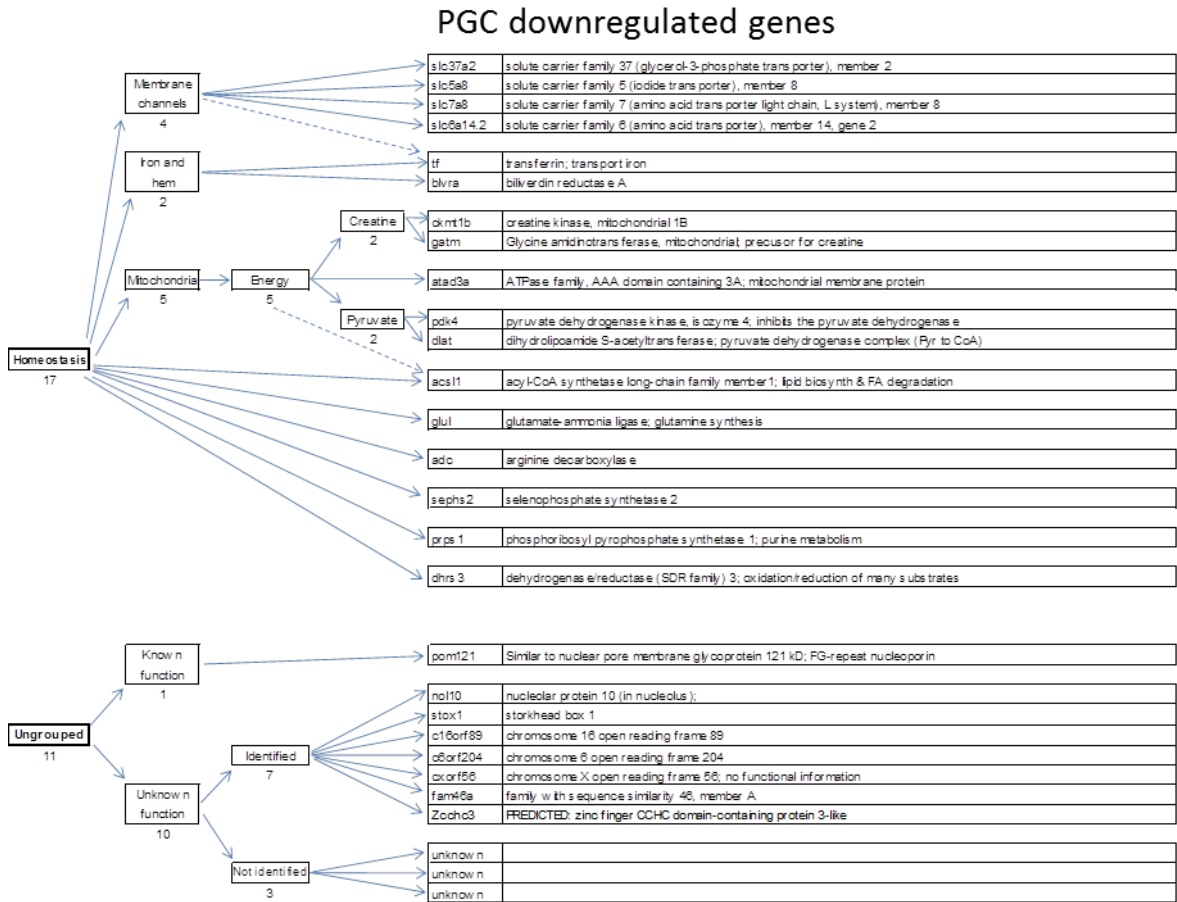 PGC downregulated genes
slc37a2 solute carrier family 37 (glycerol-3-phosphate transporter), member 2
Membrane channels
4
slc5a8 solute carrier family 5 (iodide transporter), member 8
slc7a8 solute carrier family 7 (amino acid transporter light chain, L system), member 8
slc6a14.2 solute carrier family 6 (amino acid transporter), member 14, gene 2
Iron and hem
2
tf transferrin; transport iron
blvra biliverdin reductase A
Creatine
2
ckmt1b creatine kinase, mitochondrial 1B
gatm Glycine amidinotransferase, mitochondrial; precusor for creatine
Mitochondria
5
Energy
5
atad3a ATPase family, AAA domain containing 3A; mitochondrial membrane protein
Pyruvate
2
pdk4 pyruvate dehydrogenase kinase, isozyme 4; inhibits the pyruvate dehydrogenase
dlat dihydrolipoamide S-acetyltransferase; pyruvate dehydrogenase complex (Pyr to CoA)
Homeostasis
17
acsl1 acyl-CoA synthetase long-chain family member1; lipid biosynth & FA degradation
glul glutamate-ammonia ligase; glutamine synthesis
adc arginine decarboxylase
sephs2 selenophosphate synthetase 2
prps1 phosphoribosyl pyrophosphate synthetase 1; purine metabolism
dhrs3 dehydrogenase/reductase (SDR family) 3; oxidation/reduction of many substrates
Known function
1
pom121 Similar to nuclear pore membrane glycoprotein 121 kD; FG-repeat nucleoporin
Ungrouped
11
Unknown function
10
Identified
7
nol10 nucleolar protein 10 (in nucleolus);
stox1 storkhead box 1
c16orf89 chromosome 16 open reading frame 89
c6orf204 chromosome 6 open reading frame 204
cxorf56 chromosome X open reading frame 56; no functional information
fam46a family with sequence similarity 46, member A
Zcchc3 PREDICTED: zinc finger CCHC domain-containing protein 3-like
Not identified
3
unknown
unknown
unknown